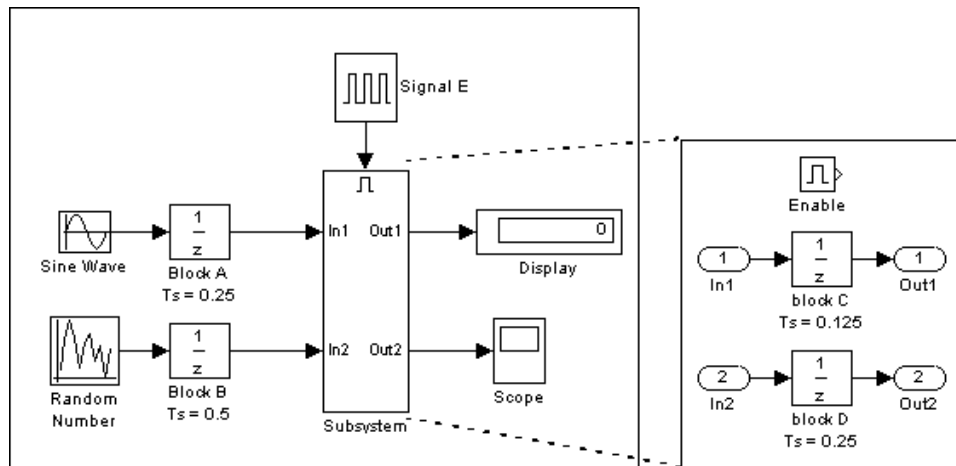 Signal E
Enable
In1 Out1
0
1
z
Sine Wave
Block A
Ts = 0.25
Display
1
1
z
1
In1
block C
Ts = 0.125
Out1
In2 Out2
1
z
Random
Number
Block B
Ts = 0.5
Scope
Subsystem
2
1
z
2
In2
block D
Ts = 0.25
Out2